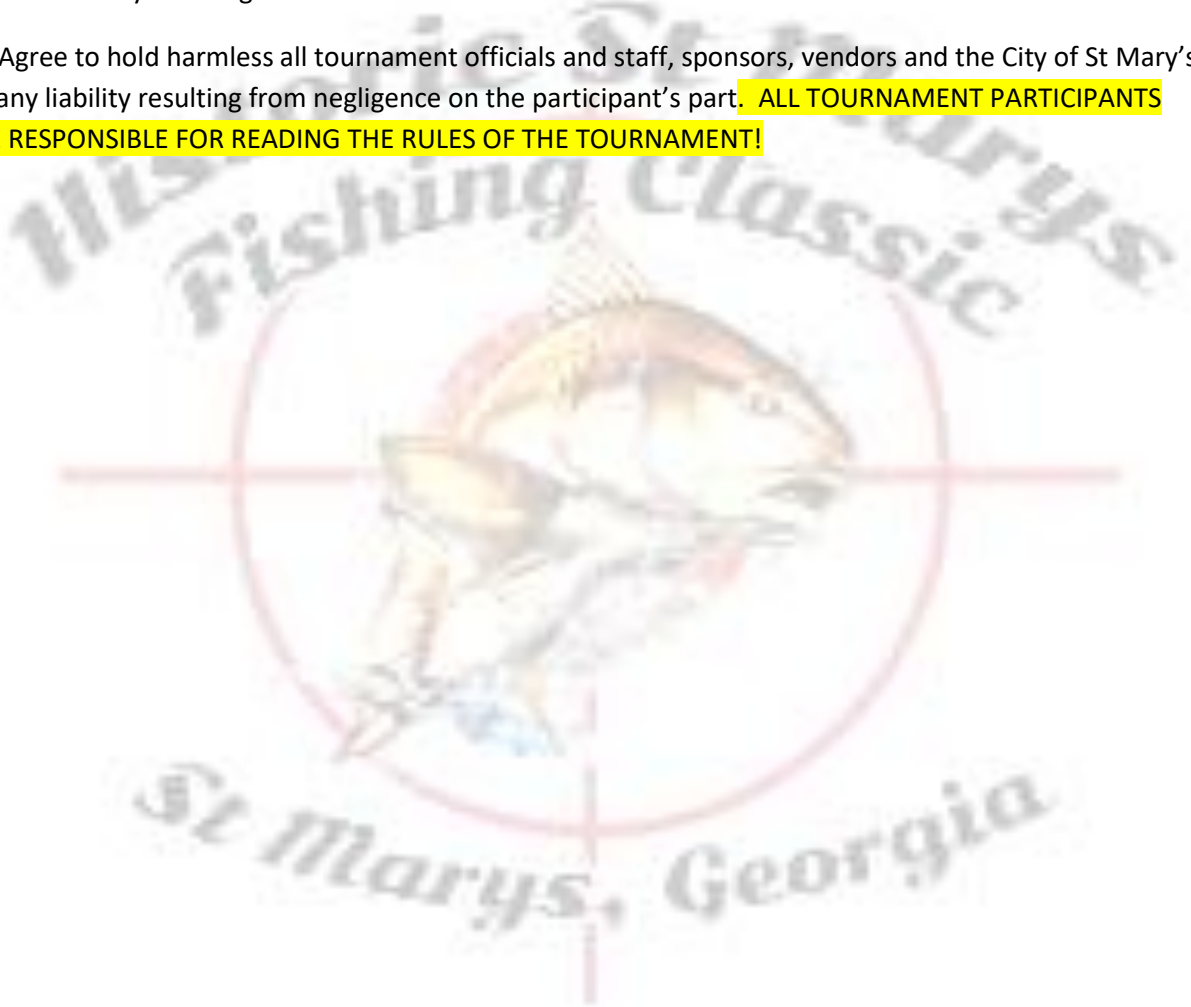 Agree to hold harmless all tournament officials and staff, sponsors, vendors and the City of St Mary’s
any liability resulting from negligence on the participant’s part.  ALL TOURNAMENT PARTICIPANTS
RESPONSIBLE FOR READING THE RULES OF THE TOURNAMENT!
Historic St Marys
Fishing Classic
St Marys, Georgia